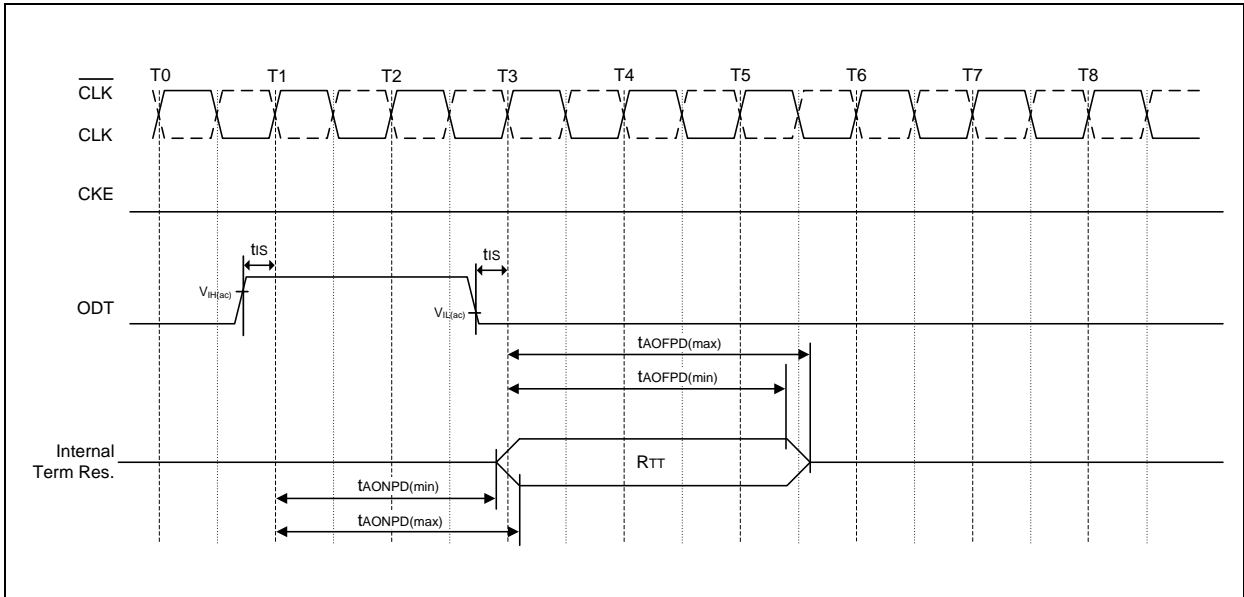 T0 T1 T2 T3 T4 T5 T6 T7 T8
CLK
CLK
CKE
tIS
tIS
VIH(ac)
ODT
VIL(ac)
tAOFPD(max)
tAOFPD(min)
Internal
Term Res.
RTT
tAONPD(min)
tAONPD(max)